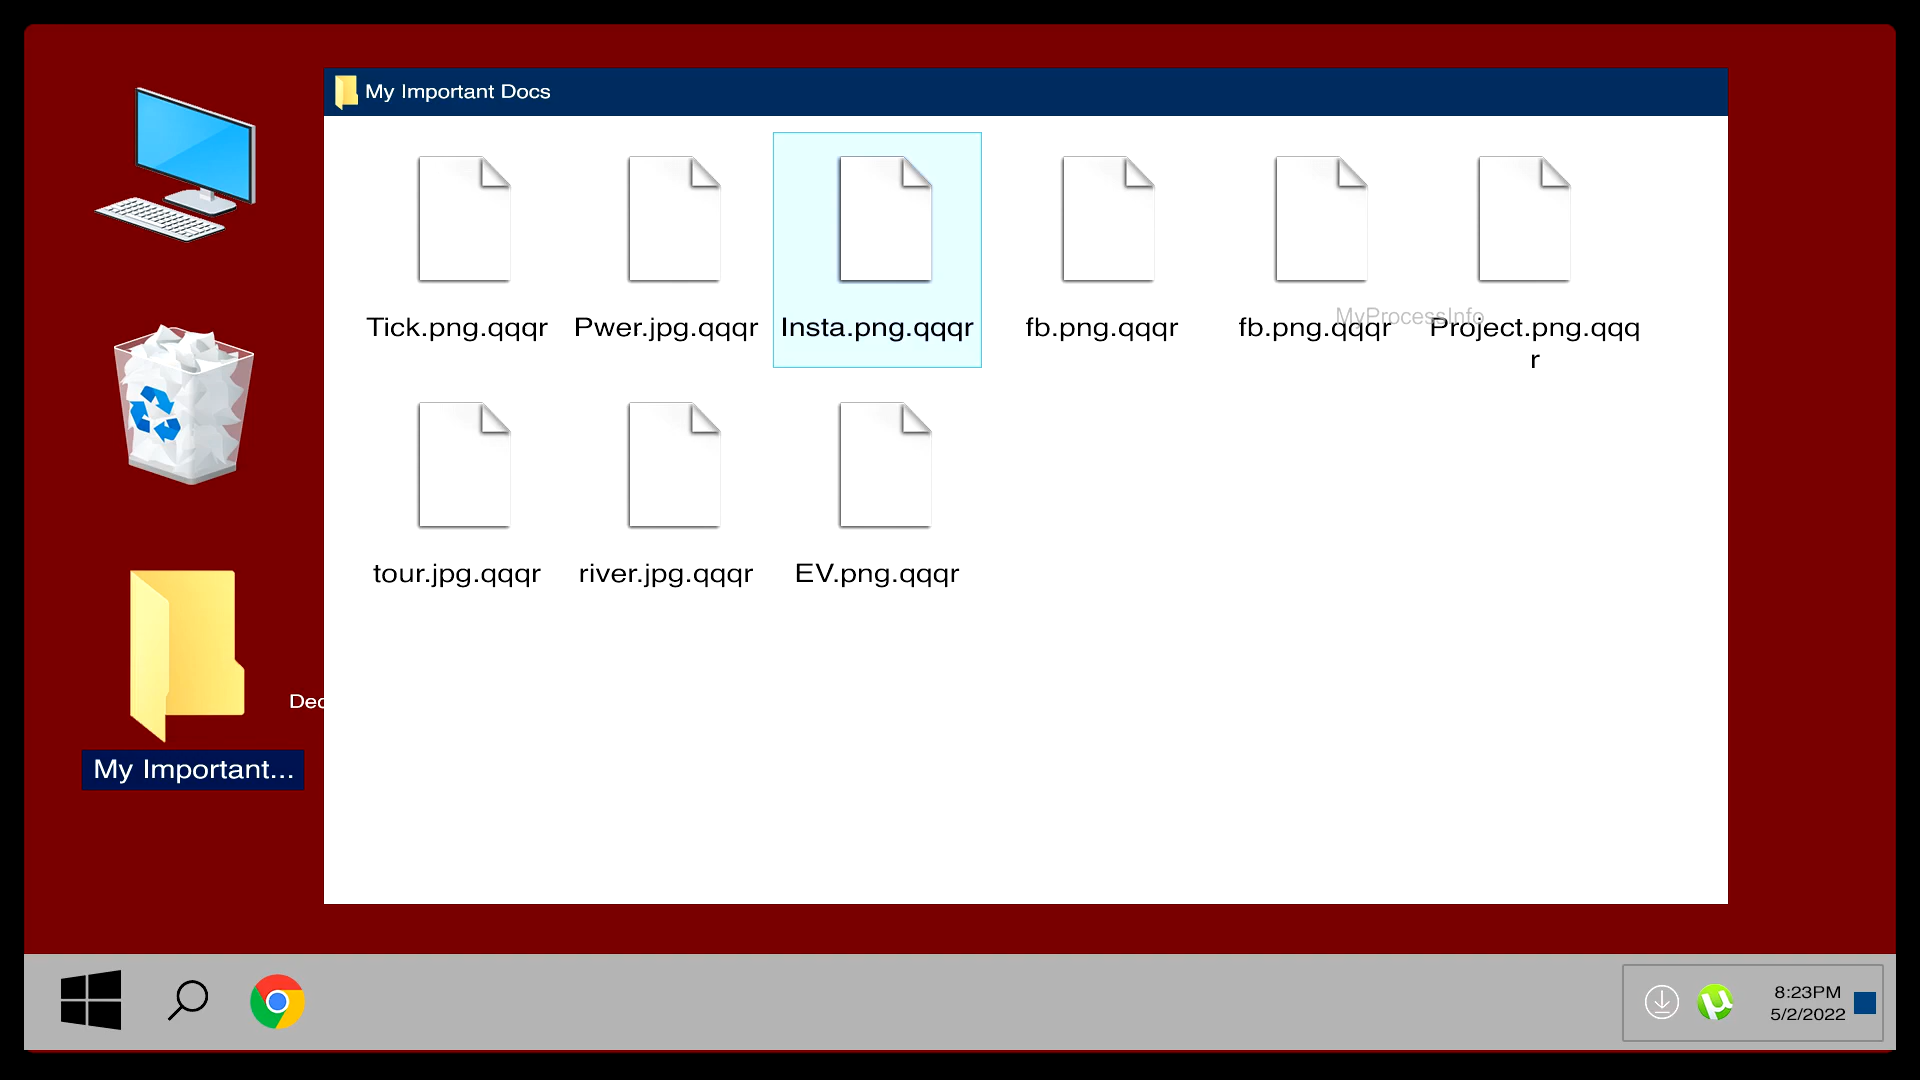 My Important Docs
Tick.png.qqqr
Pwer.jpg.qqqr
Insta.png.qqqr
fb.png.qqqr
fb.png.qqqr
Project.png.qqq
r
MyProcessInfo
tour.jpg.qqqr
river.jpg.qqqr
EV.png.qqqr
Dec
My Important...
8:23PM
5/2/2022